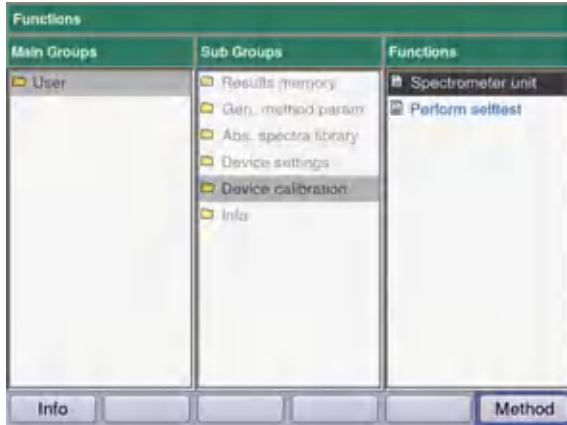 Functions
Main Groups
Sub Groups
Functions
User
Results memory
Gen. method param
Abs. spectra library
Device settings
Device calibration
Info
Spectrometer unit
Perform selftest
Info
Method